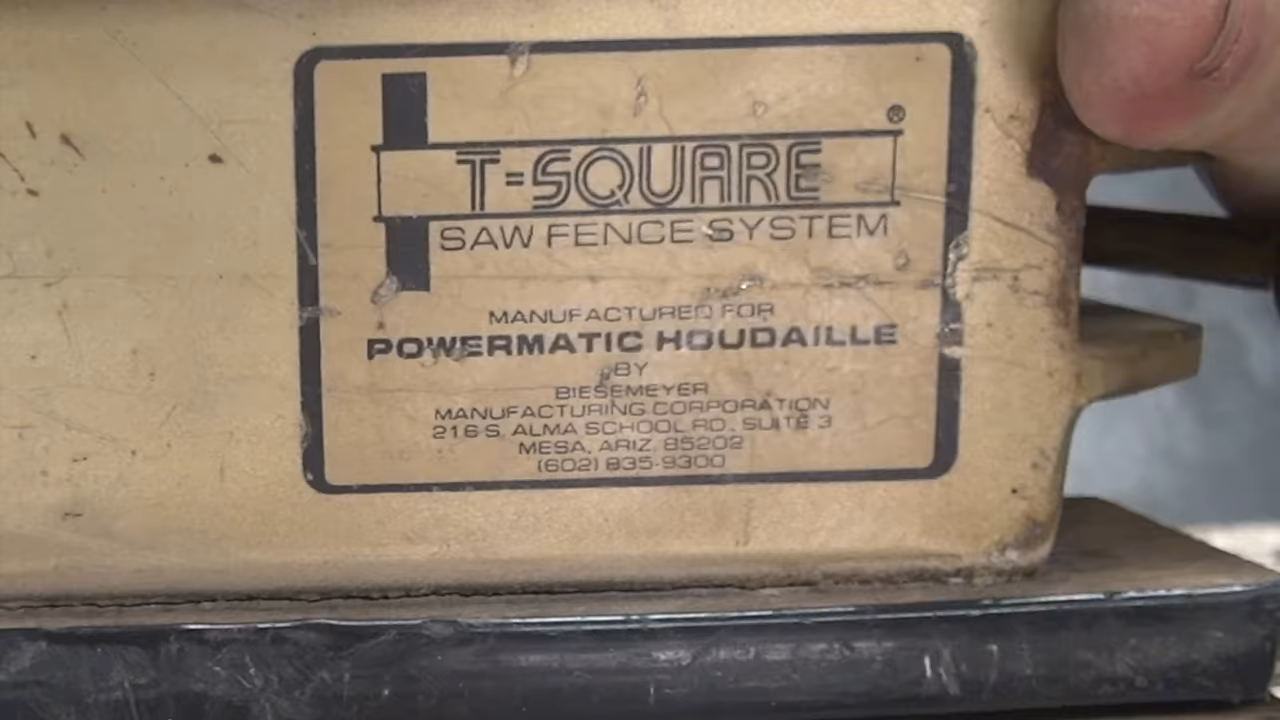 ®
T-SQUARE
SAW FENCE SYSTEM
MANUFACTURED FOR
POWERMATIC HOUDAILLE
BY
BIESEMEYER
MANUFACTURING CORPORATION
216 S. ALMA SCHOOL RD., SUITE 3
MESA, ARIZ. 85202
(602) 835-9300